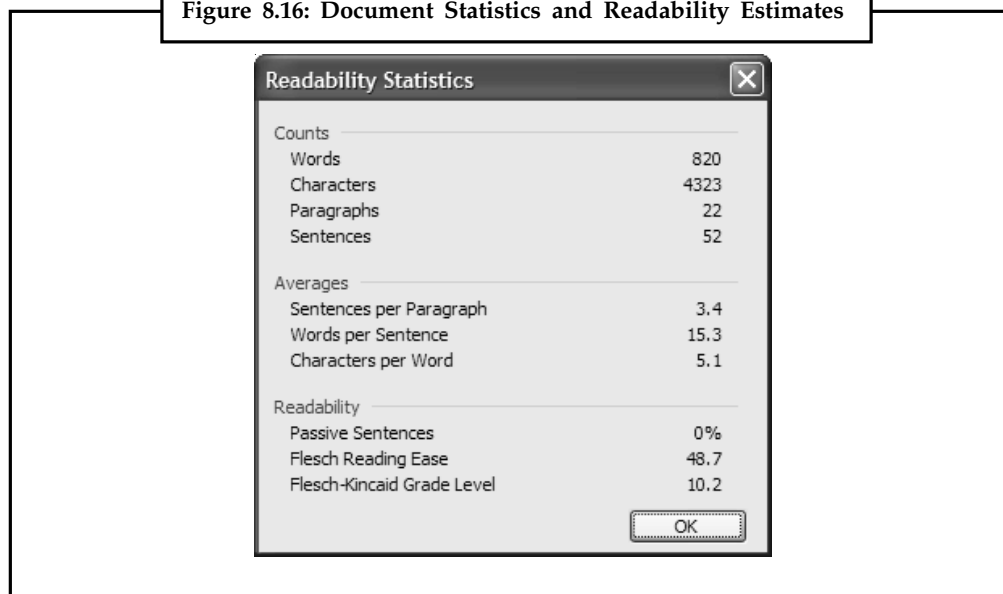 Figure 8.16: Document Statistics and Readability Estimates
Readability Statistics
Counts
Words 820
Characters 4323
Paragraphs 22
Sentences 52
Averages
Sentences per Paragraph 3.4
Words per Sentence 15.3
Characters per Word 5.1
Readability
Passive Sentences 0%
Flesch Reading Ease 48.7
Flesch-Kincaid Grade Level 10.2
OK